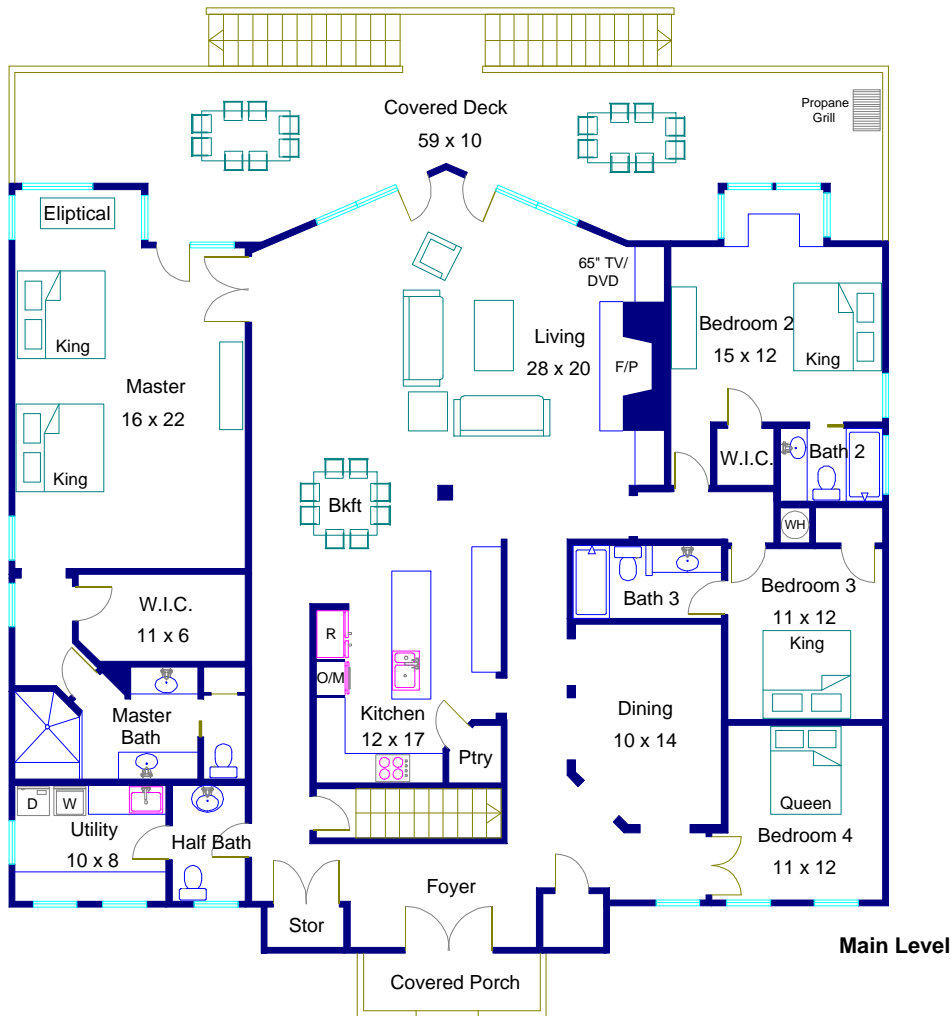 Covered Deck
59 x 10
Propane
Grill
Eliptical
King
Master
16 x 22
King
65" TV/
DVD
Living
28 x 20
F/P
Bedroom 2
15 x 12
King
W.I.C.
Bath 2
Bkft
WH
W.I.C.
11 x 6
R
O/M
Kitchen
12 x 17
Ptry
Bath 3
Bedroom 3
11 x 12
King
Dining
10 x 14
Master
Bath
D
W
Utility
10 x 8
Half Bath
Queen
Bedroom 4
11 x 12
Foyer
Stor
Main Level
Covered Porch